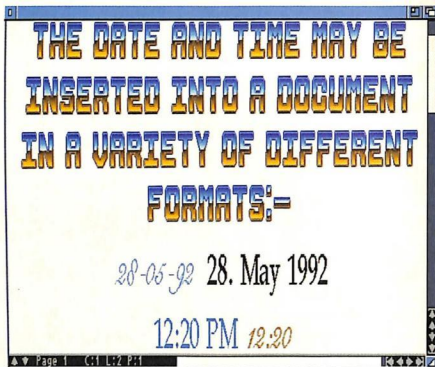 THE DATE AND TIME MAY BE
INSERTED INTO A DOCUMENT
IN A VARIETY OF DIFFERENT
FORMATS:-
28-05-92 28. May 1992
12:20 PM 12:20
Page 1 C:1 L:2 P:1